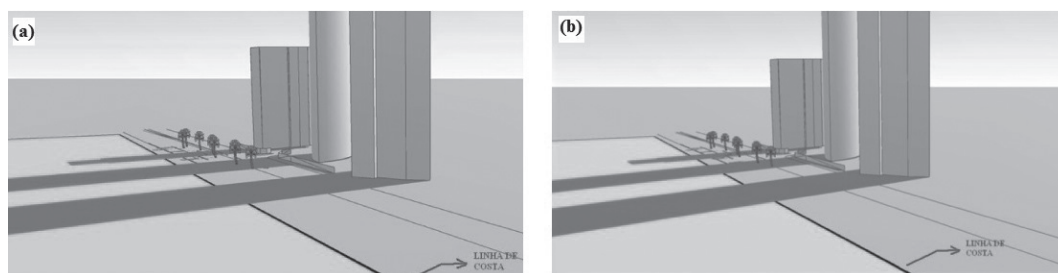 (a)
LINHA DE
COSTA
(b)
LINHA DE
COSTA